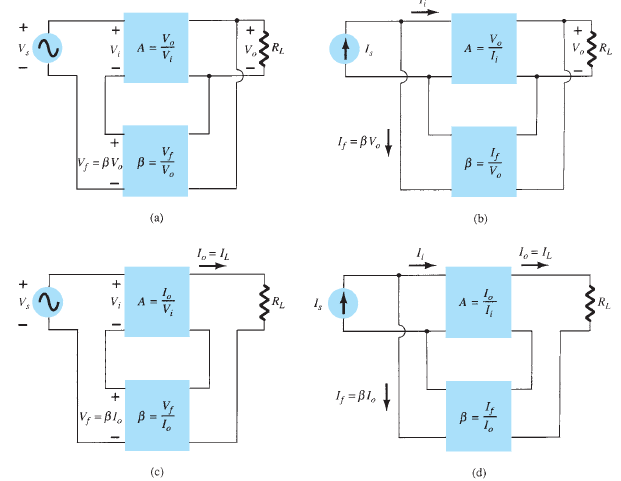 + + + +
V_s V_i A = V_o/V_i V_o R_L
− − − −
+
V_f = βV_o β = V_f/V_o
−
(a)
I_i
+
I_s A = V_o/I_i V_o R_L
−
I_f = βV_o β = I_f/V_o
(b)
I_o = I_L
+ +
V_s V_i A = I_o/V_i R_L
− −
+
V_f = βI_o β = V_f/I_o
−
(c)
I_i I_o = I_L
I_s A = I_o/I_i R_L
I_f = βI_o β = I_f/I_o
(d)